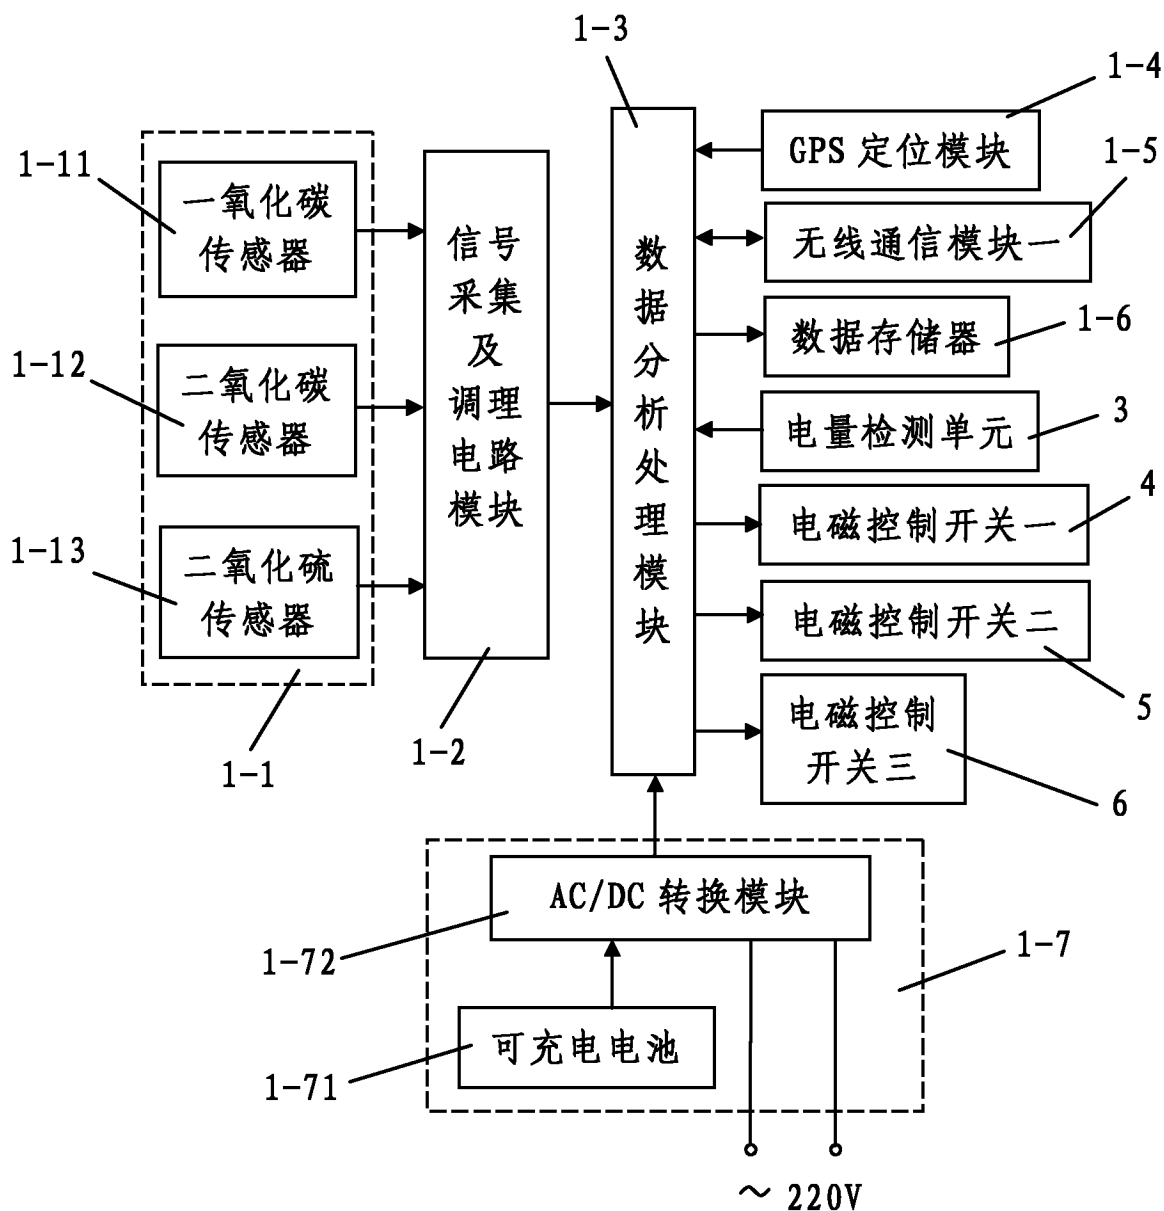 1-3
1-4
GPS 定位模块
1-5
无线通信模块一
1-6
数据存储器
3
电量检测单元
4
电磁控制开关一
电磁控制开关二
5
电磁控制
开关三
6
1-11
一氧化碳
传感器
1-12
二氧化碳
传感器
1-13
二氧化硫
传感器
1-1
信号
采集
及
调理
电路
模块
1-2
数
据
分
析
处
理
模
块
AC/DC 转换模块
1-72
1-7
可充电电池
1-71
～ 220V